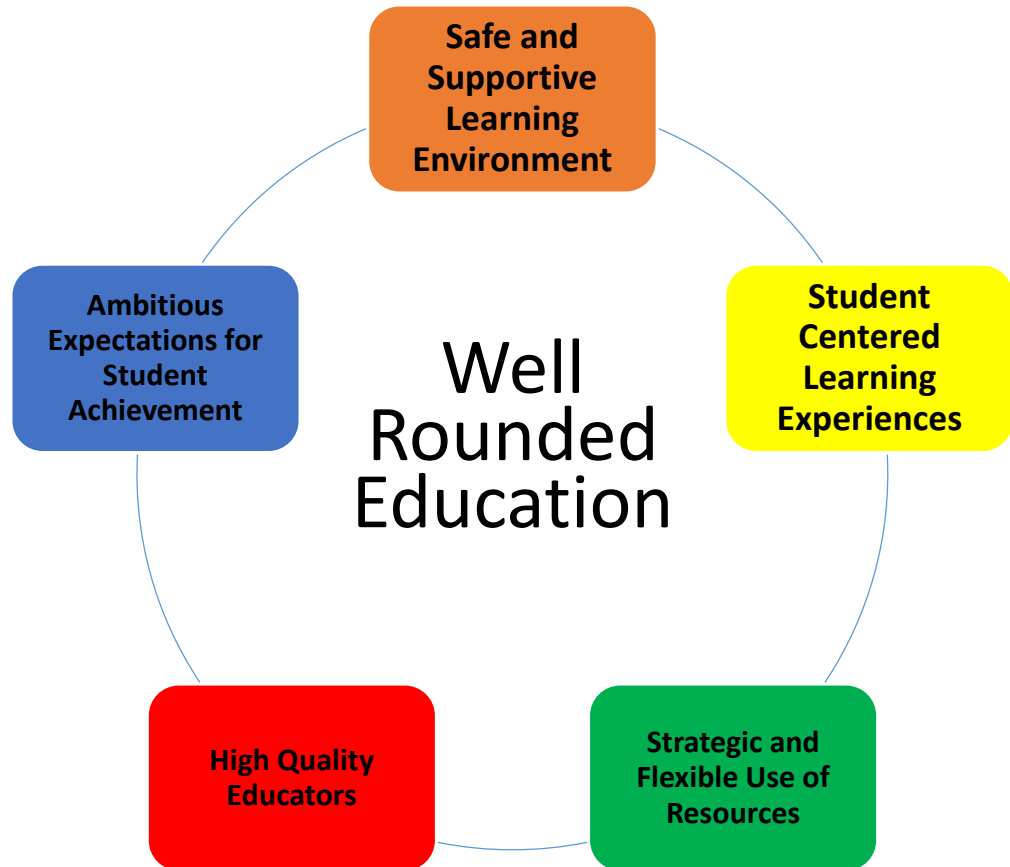 Safe and
Supportive
Learning
Environment
Ambitious
Expectations for
Student
Achievement
Well
Rounded
Education
Student
Centered
Learning
Experiences
High Quality
Educators
Strategic and
Flexible Use of
Resources